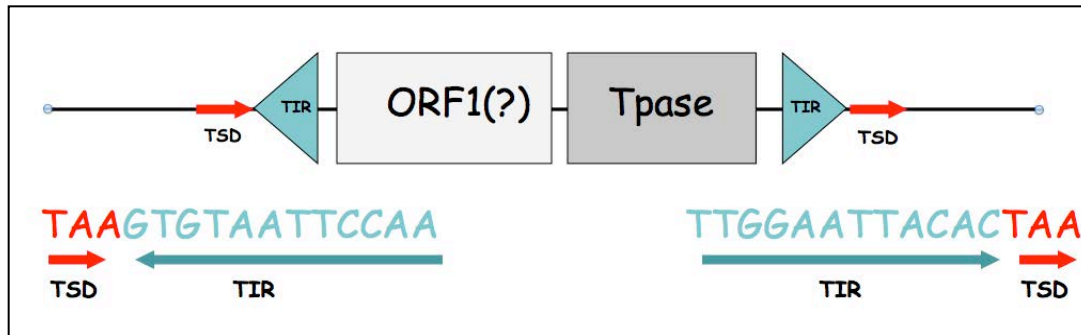 TIR ORF1(?) Tpase TIR
TSD TSD
TAAGTGTAATTCCAA TTGGAATTACACTAA
TSD TIR TIR TSD